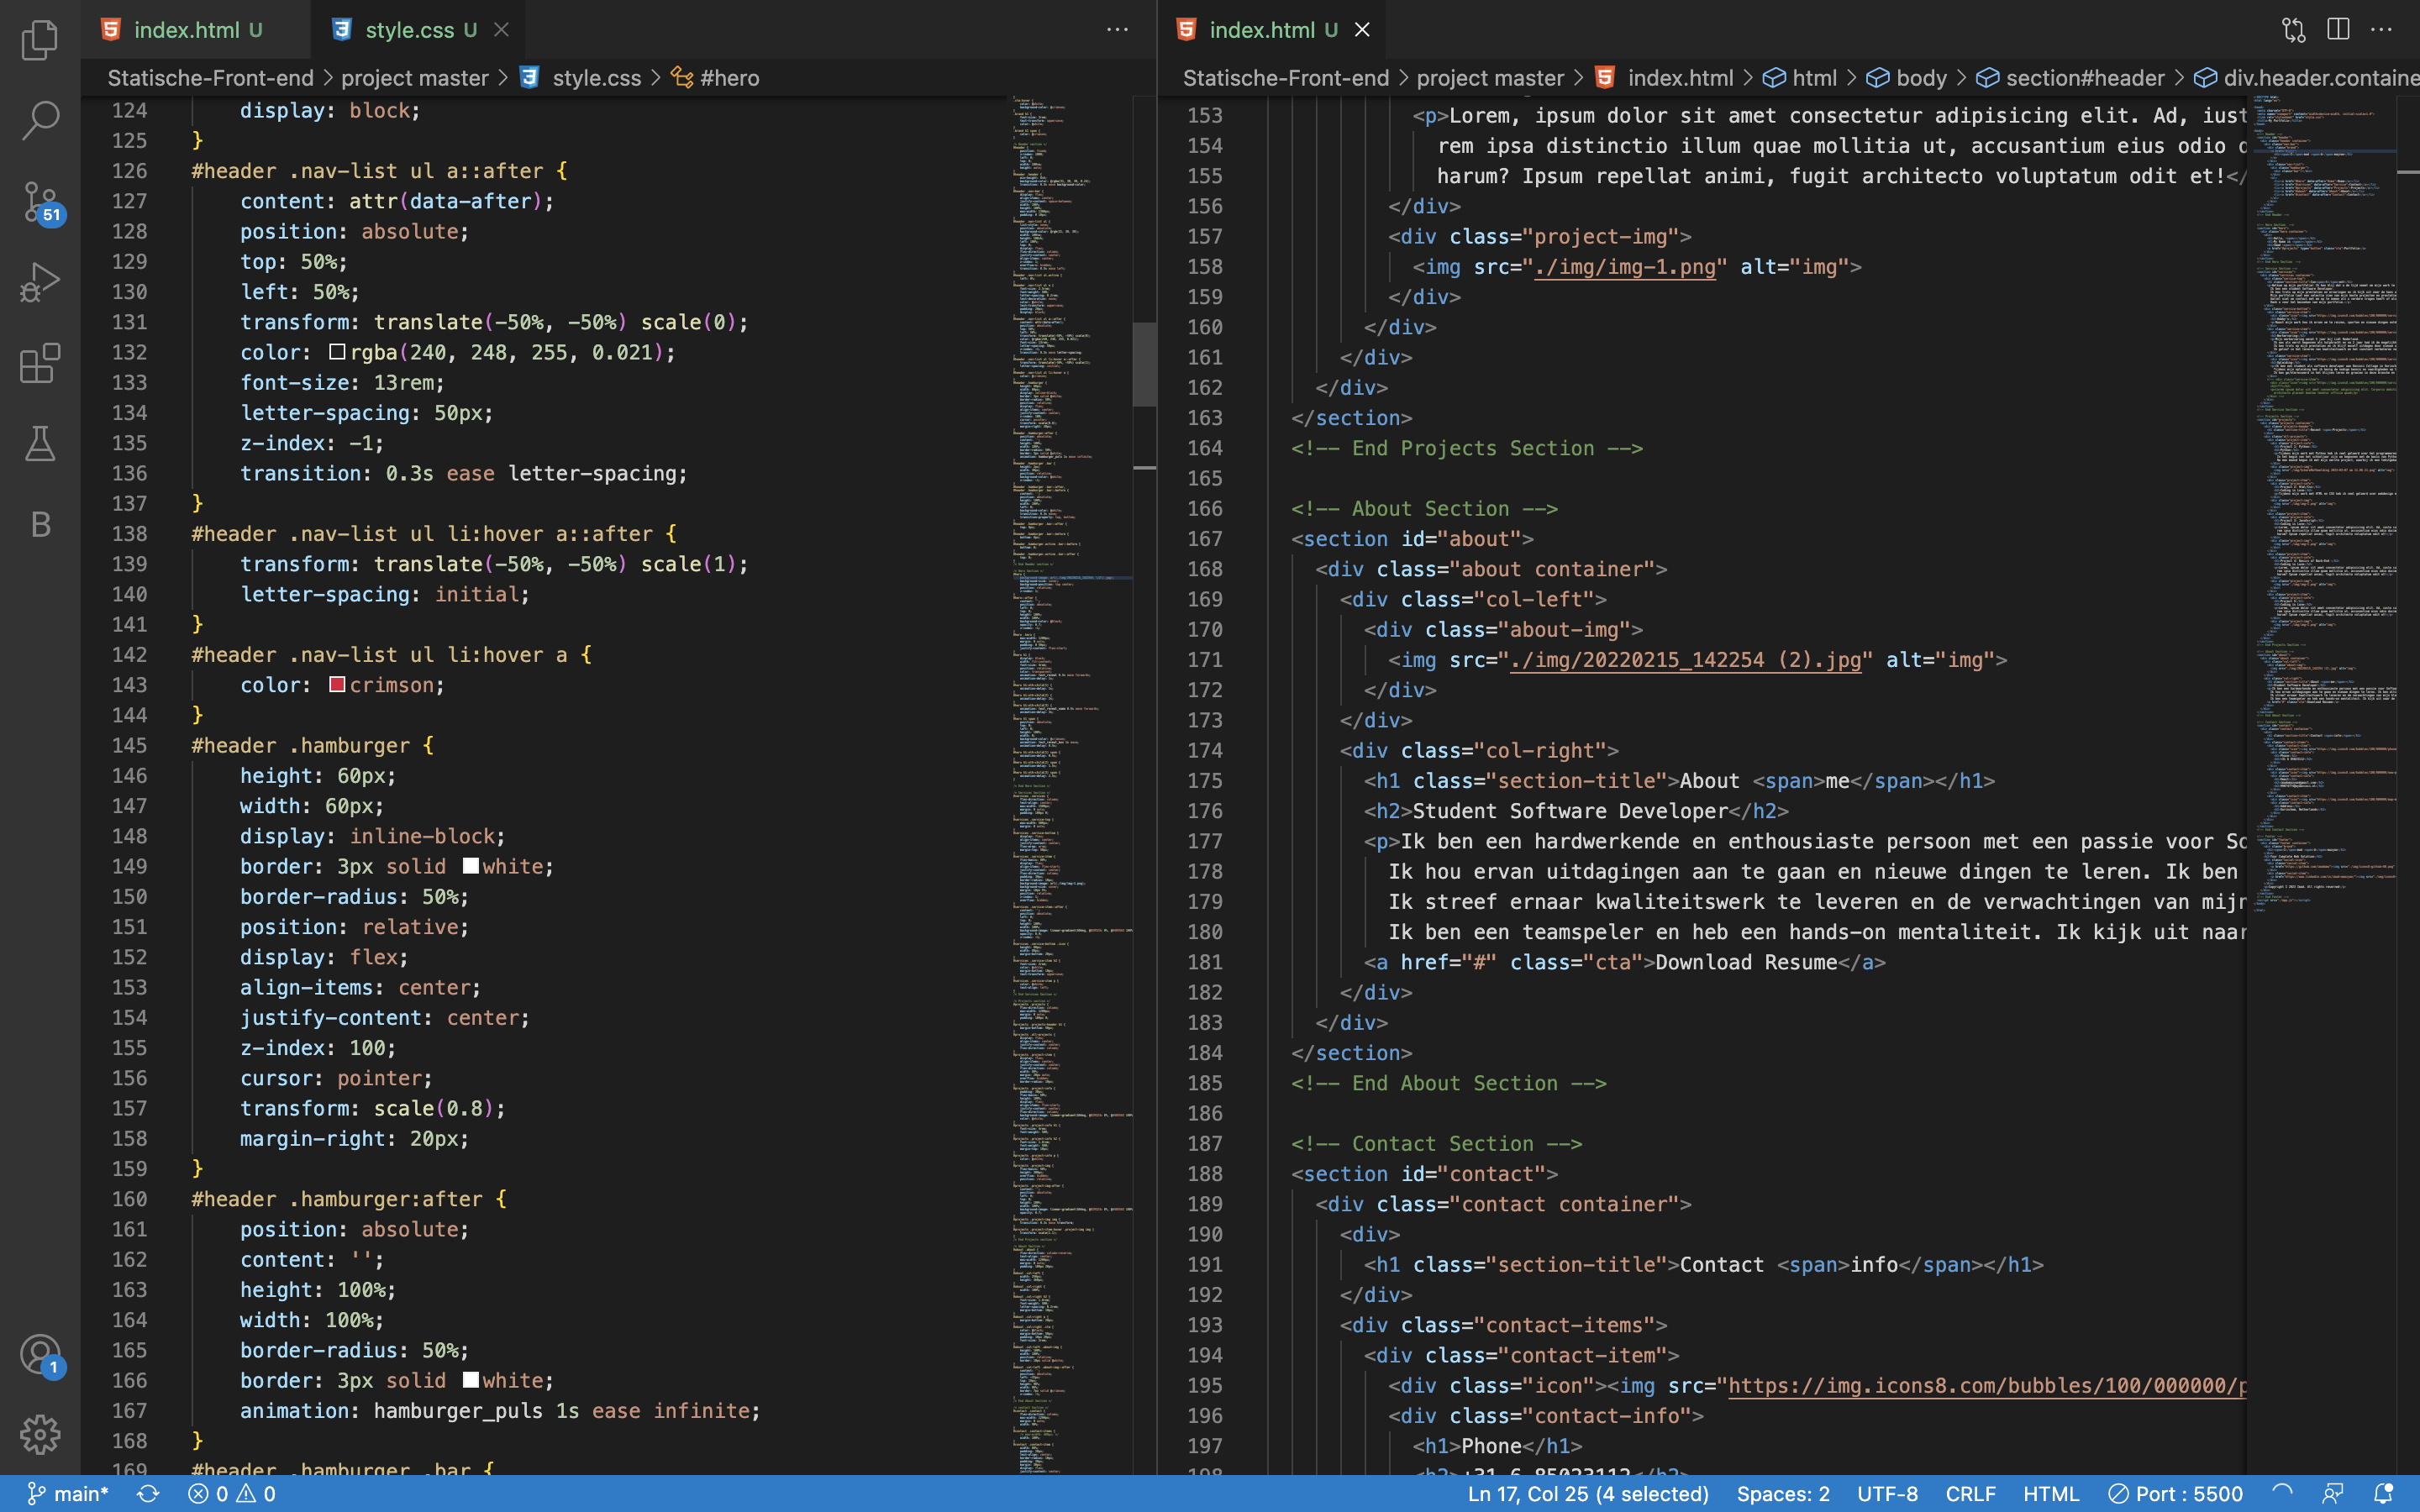 index.html U
style.css U
index.html U
Statische-Front-end > project master > style.css > #hero
124 display: block;
125 }
126 #header .nav-list ul a::after {
127 content: attr(data-after);
128 position: absolute;
129 top: 50%;
130 left: 50%;
131 transform: translate(-50%, -50%) scale(0);
132 color: rgba(240, 248, 255, 0.021);
133 font-size: 13rem;
134 letter-spacing: 50px;
135 z-index: -1;
136 transition: 0.3s ease letter-spacing;
137 }
138 #header .nav-list ul li:hover a::after {
139 transform: translate(-50%, -50%) scale(1);
140 letter-spacing: initial;
141 }
142 #header .nav-list ul li:hover a {
143 color: crimson;
144 }
145 #header .hamburger {
146 height: 60px;
147 width: 60px;
148 display: inline-block;
149 border: 3px solid white;
150 border-radius: 50%;
151 position: relative;
152 display: flex;
153 align-items: center;
154 justify-content: center;
155 z-index: 100;
156 cursor: pointer;
157 transform: scale(0.8);
158 margin-right: 20px;
159 }
160 #header .hamburger:after {
161 position: absolute;
162 content: '';
163 height: 100%;
164 width: 100%;
165 border-radius: 50%;
166 border: 3px solid white;
167 animation: hamburger_puls 1s ease infinite;
168 }
169 #header .hamburger .bar {
Statische-Front-end > project master > index.html > html > body > section#header > div.header.containe
153 <p>Lorem, ipsum dolor sit amet consectetur adipisicing elit. Ad, iust
154 rem ipsa distinctio illum quae mollitia ut, accusantium eius odio
155 harum? Ipsum repellat animi, fugit architecto voluptatum odit et!</
156 </div>
157 <div class="project-img">
158 <img src="./img/img-1.png" alt="img">
159 </div>
160 </div>
161 </div>
162 </div>
163 </section>
164 <!-- End Projects Section -->
165
166 <!-- About Section -->
167 <section id="about">
168 <div class="about container">
169 <div class="col-left">
170 <div class="about-img">
171 <img src="./img/20220215_142254 (2).jpg" alt="img">
172 </div>
173 </div>
174 <div class="col-right">
175 <h1 class="section-title">About <span>me</span></h1>
176 <h2>Student Software Developer</h2>
177 <p>Ik ben een hardwerkende en enthousiaste persoon met een passie voor So
178 Ik hou ervan uitdagingen aan te gaan en nieuwe dingen te leren. Ik ben
179 Ik streef ernaar kwaliteitswerk te leveren en de verwachtingen van mijn
180 Ik ben een teamspeler en heb een hands-on mentaliteit. Ik kijk uit naar
181 <a href="#" class="cta">Download Resume</a>
182 </div>
183 </div>
184 </section>
185 <!-- End About Section -->
186
187 <!-- Contact Section -->
188 <section id="contact">
189 <div class="contact container">
190 <div>
191 <h1 class="section-title">Contact <span>info</span></h1>
192 </div>
193 <div class="contact-items">
194 <div class="contact-item">
195 <div class="icon"><img src="https://img.icons8.com/bubbles/100/000000/p
196 <div class="contact-info">
197 <h1>Phone</h1>
198 <h2>+31 6 85023112</h2>
51
B
1
main*
0
0
Ln 17, Col 25 (4 selected)
Spaces: 2
UTF-8
CRLF
HTML
Port : 5500